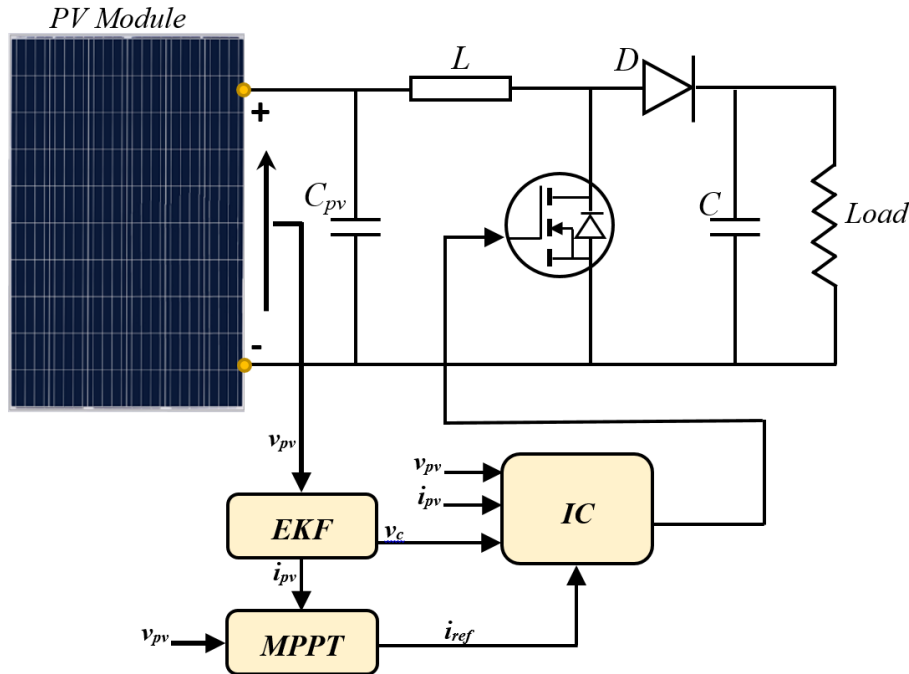 PV Module
L
D
+
C_pv
C
Load
-
v_pv
v_pv
i_pv
IC
EKF
v_c
i_pv
v_pv
MPPT
i_ref